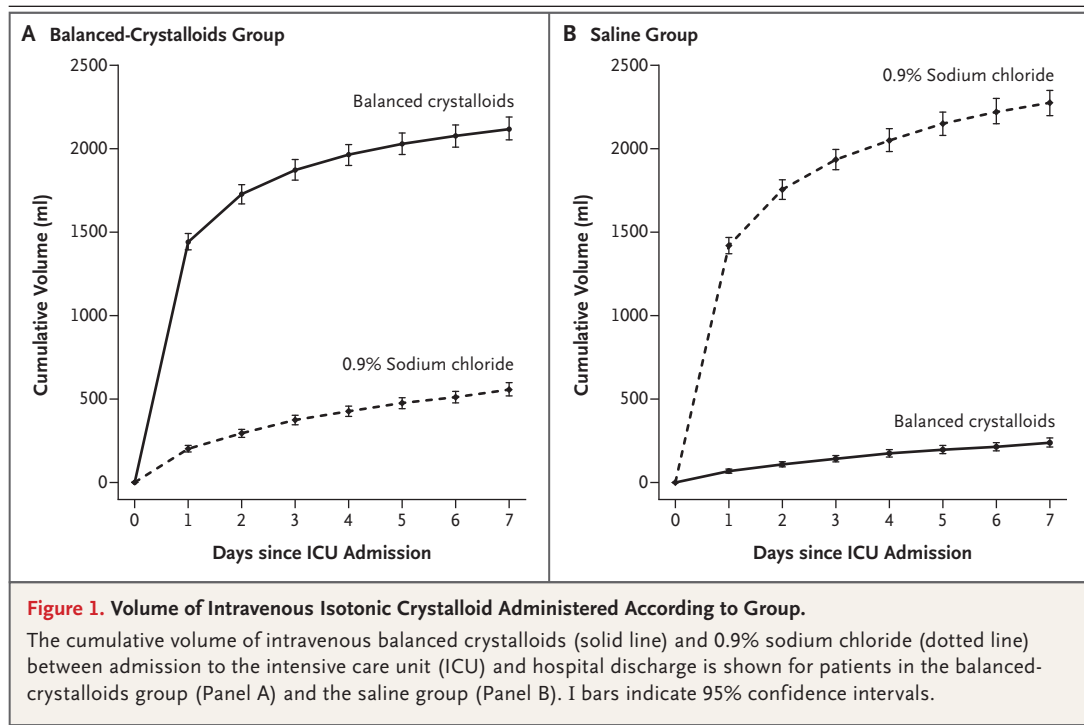 A Balanced-Crystalloids Group
2500
2000
1500
1000
500
0
Cumulative Volume (ml)
Balanced crystalloids
0.9% Sodium chloride
0 1 2 3 4 5 6 7
Days since ICU Admission
B Saline Group
2500
2000
1500
1000
500
0
Cumulative Volume (ml)
0.9% Sodium chloride
Balanced crystalloids
0 1 2 3 4 5 6 7
Days since ICU Admission
Figure 1. Volume of Intravenous Isotonic Crystalloid Administered According to Group.
The cumulative volume of intravenous balanced crystalloids (solid line) and 0.9% sodium chloride (dotted line)
between admission to the intensive care unit (ICU) and hospital discharge is shown for patients in the balanced-
crystalloids group (Panel A) and the saline group (Panel B). I bars indicate 95% confidence intervals.